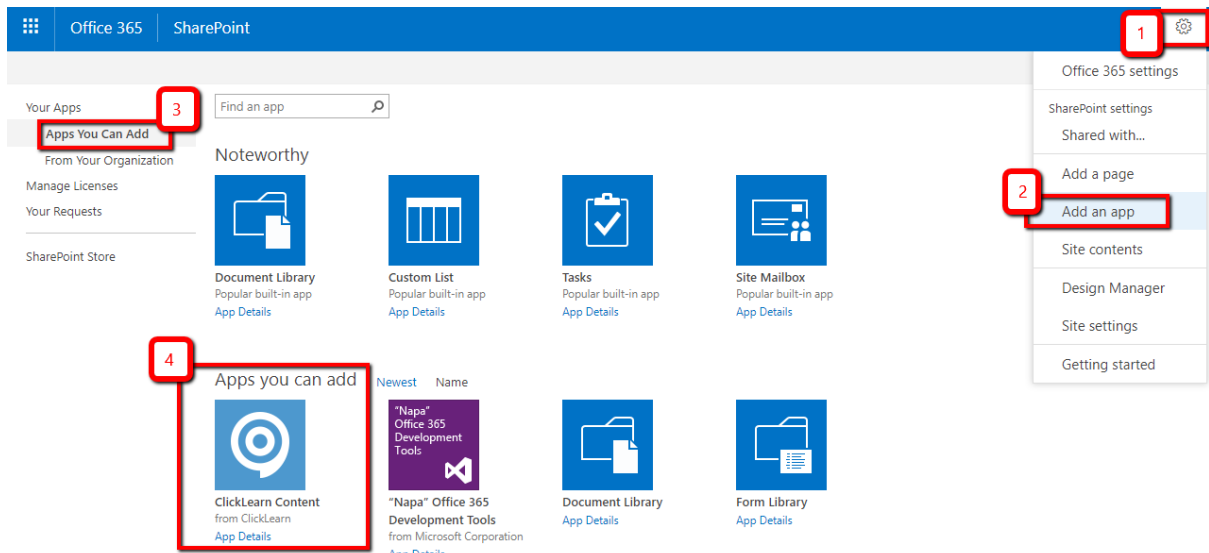 Office 365 SharePoint
1
Office 365 settings
SharePoint settings
Shared with...
Add a page
2
Add an app
Site contents
Design Manager
Site settings
Getting started
Your Apps
3
Apps You Can Add
From Your Organization
Manage Licenses
Your Requests
SharePoint Store
Find an app
Noteworthy
Document Library
Popular built-in app
App Details
Custom List
Popular built-in app
App Details
Tasks
Popular built-in app
App Details
Site Mailbox
Popular built-in app
App Details
4
Apps you can add Newest Name
ClickLearn Content
from ClickLearn
App Details
"Napa"
Office 365
Development
Tools
"Napa" Office 365
Development Tools
from Microsoft Corporation
App Details
Document Library
App Details
Form Library
App Details